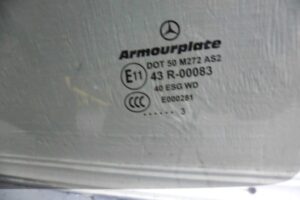 Armourplate
DOT 50 M272 AS2
E11 43 R-00083
40 ESG WD
CCC E000281
...... 3